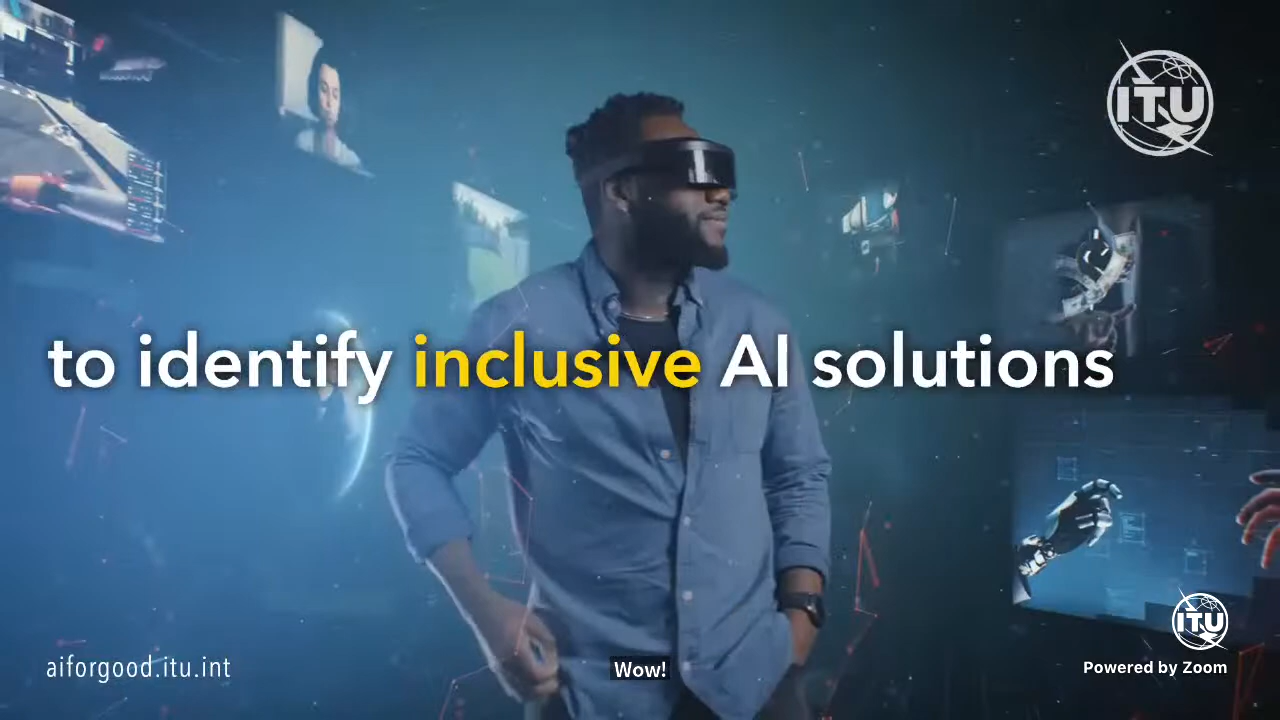 ITU
to identify inclusive AI solutions
ITU
aiforgood.itu.int
Wow!
Powered by Zoom